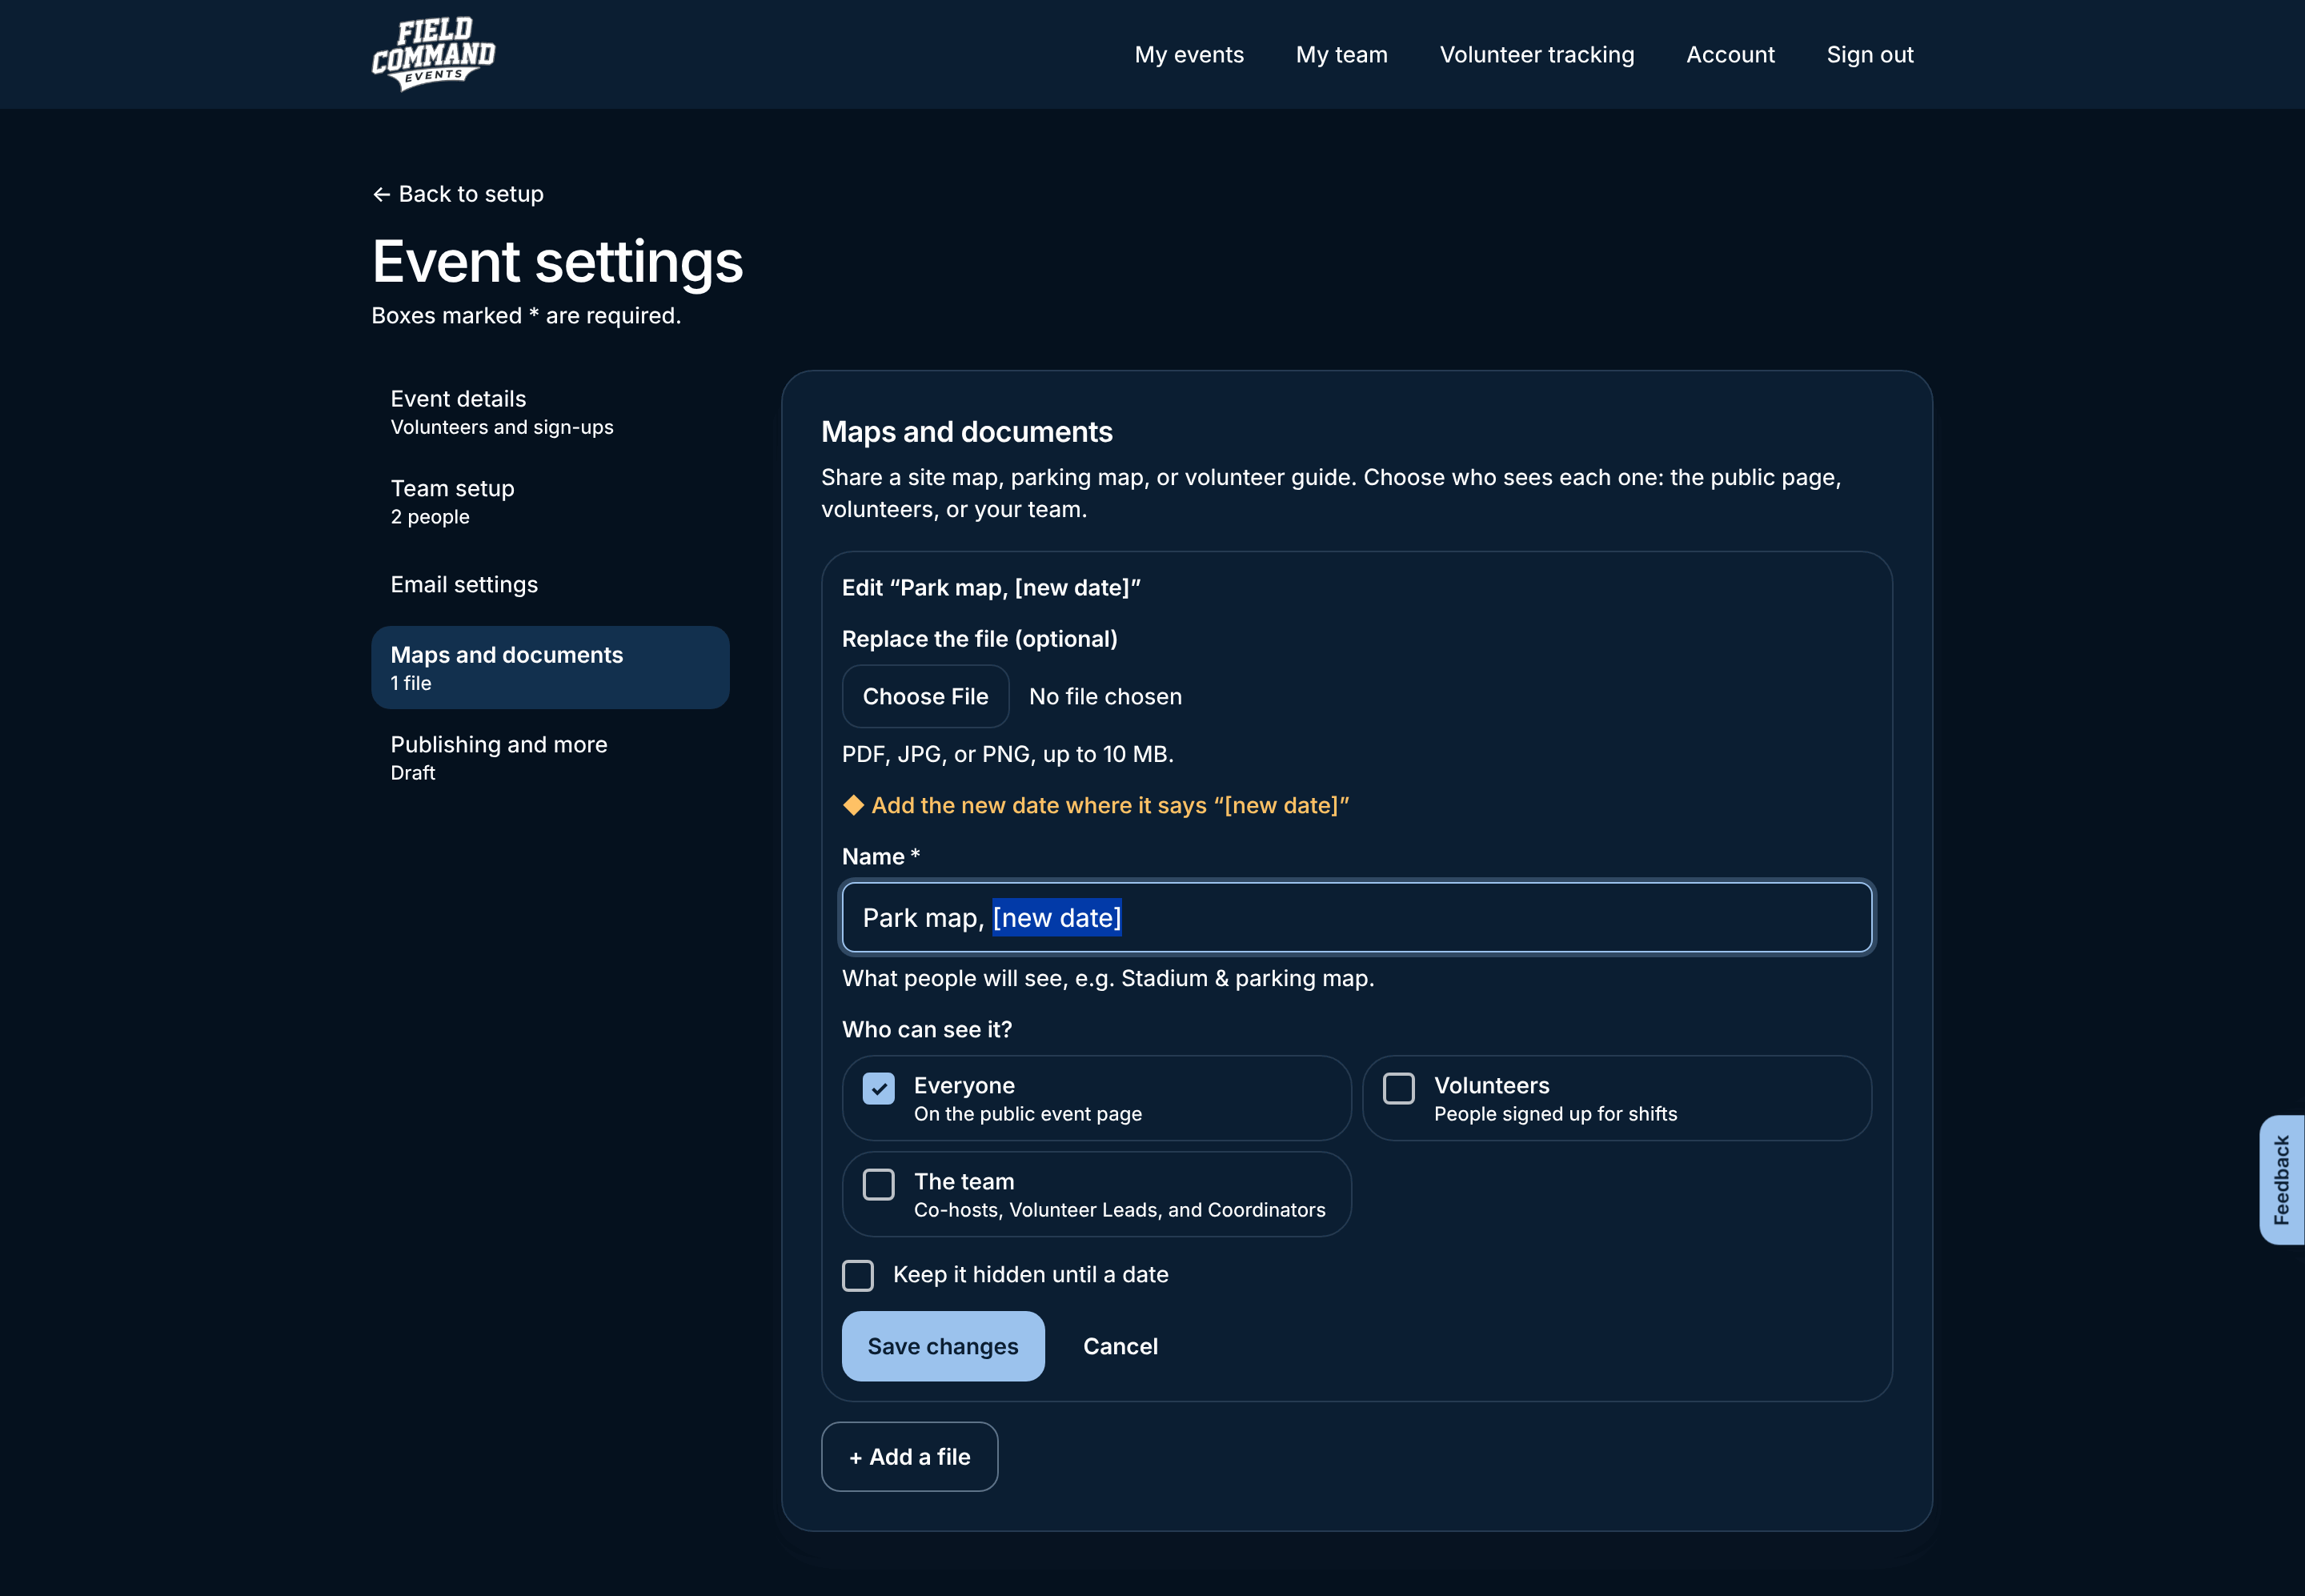 FIELD
COMMAND
EVENTS
My events
My team
Volunteer tracking
Account
Sign out
← Back to setup
Event settings
Boxes marked * are required.
Event details
Volunteers and sign-ups
Team setup
2 people
Email settings
Maps and documents
1 file
Publishing and more
Draft
Maps and documents
Share a site map, parking map, or volunteer guide. Choose who sees each one: the public page,
volunteers, or your team.
Edit “Park map, [new date]”
Replace the file (optional)
Choose File
No file chosen
PDF, JPG, or PNG, up to 10 MB.
◆ Add the new date where it says “[new date]”
Name *
Park map, [new date]
What people will see, e.g. Stadium & parking map.
Who can see it?
Everyone
On the public event page
Volunteers
People signed up for shifts
The team
Co-hosts, Volunteer Leads, and Coordinators
Keep it hidden until a date
Save changes
Cancel
+ Add a file
Feedback